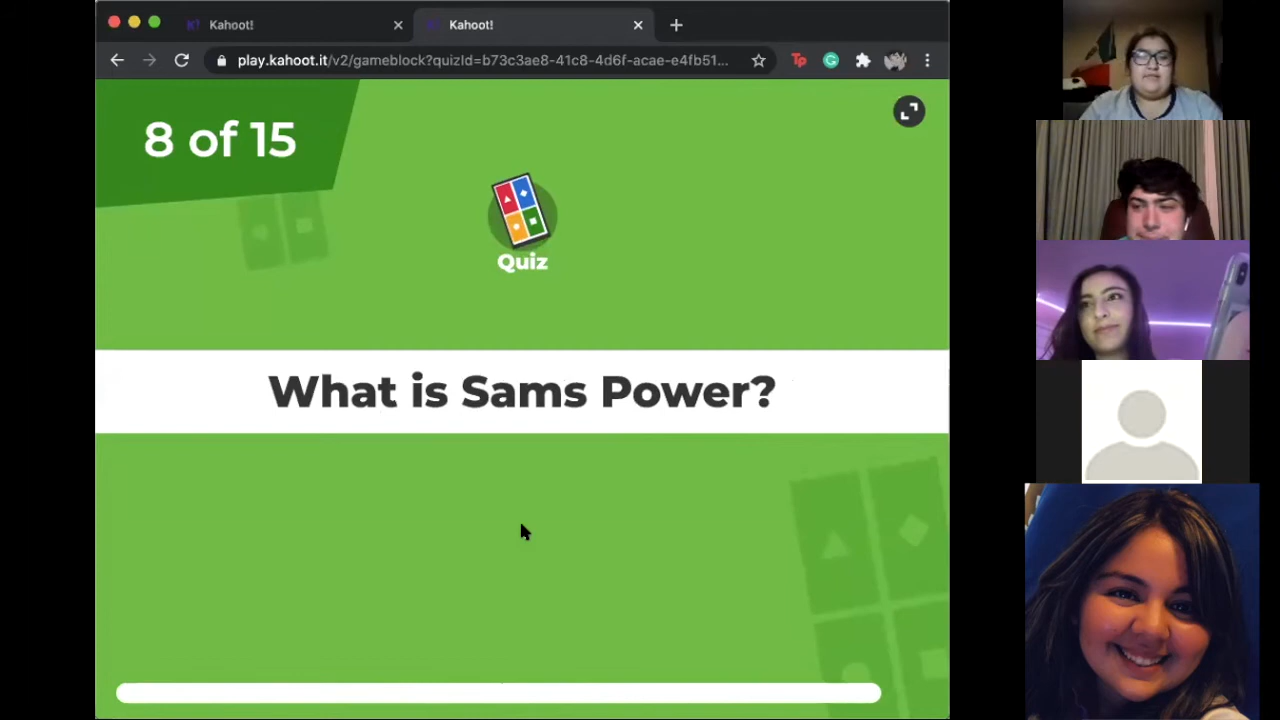 Kahoot!
Kahoot!
play.kahoot.it/v2/gameblock?quizId=b73c3ae8-41c8-4d6f-acae-e4fb51...
Tp
8 of 15
Quiz
What is Sams Power?